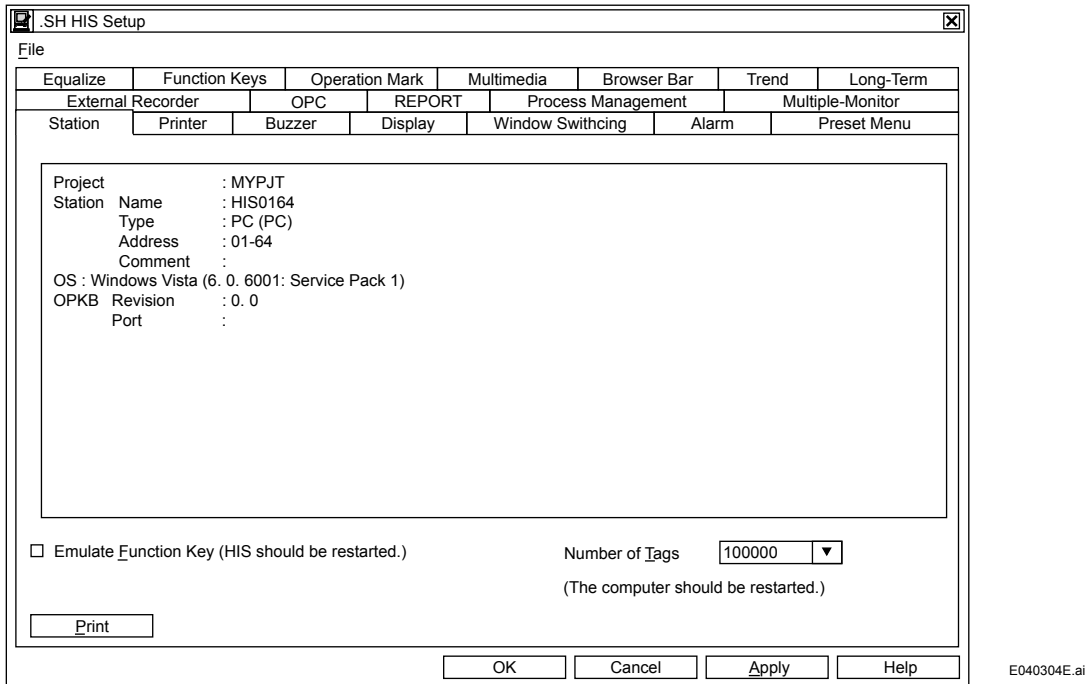 .SH HIS Setup
File
Equalize Function Keys Operation Mark Multimedia Browser Bar Trend Long-Term
External Recorder OPC REPORT Process Management Multiple-Monitor
Station Printer Buzzer Display Window Swithcing Alarm Preset Menu
Project : MYPJT
Station Name : HIS0164
Type : PC (PC)
Address : 01-64
Comment :
OS : Windows Vista (6. 0. 6001: Service Pack 1)
OPKB Revision : 0. 0
Port :
Emulate Function Key (HIS should be restarted.) Number of Tags 100000
(The computer should be restarted.)
Print
OK Cancel Apply Help
E040304E.ai